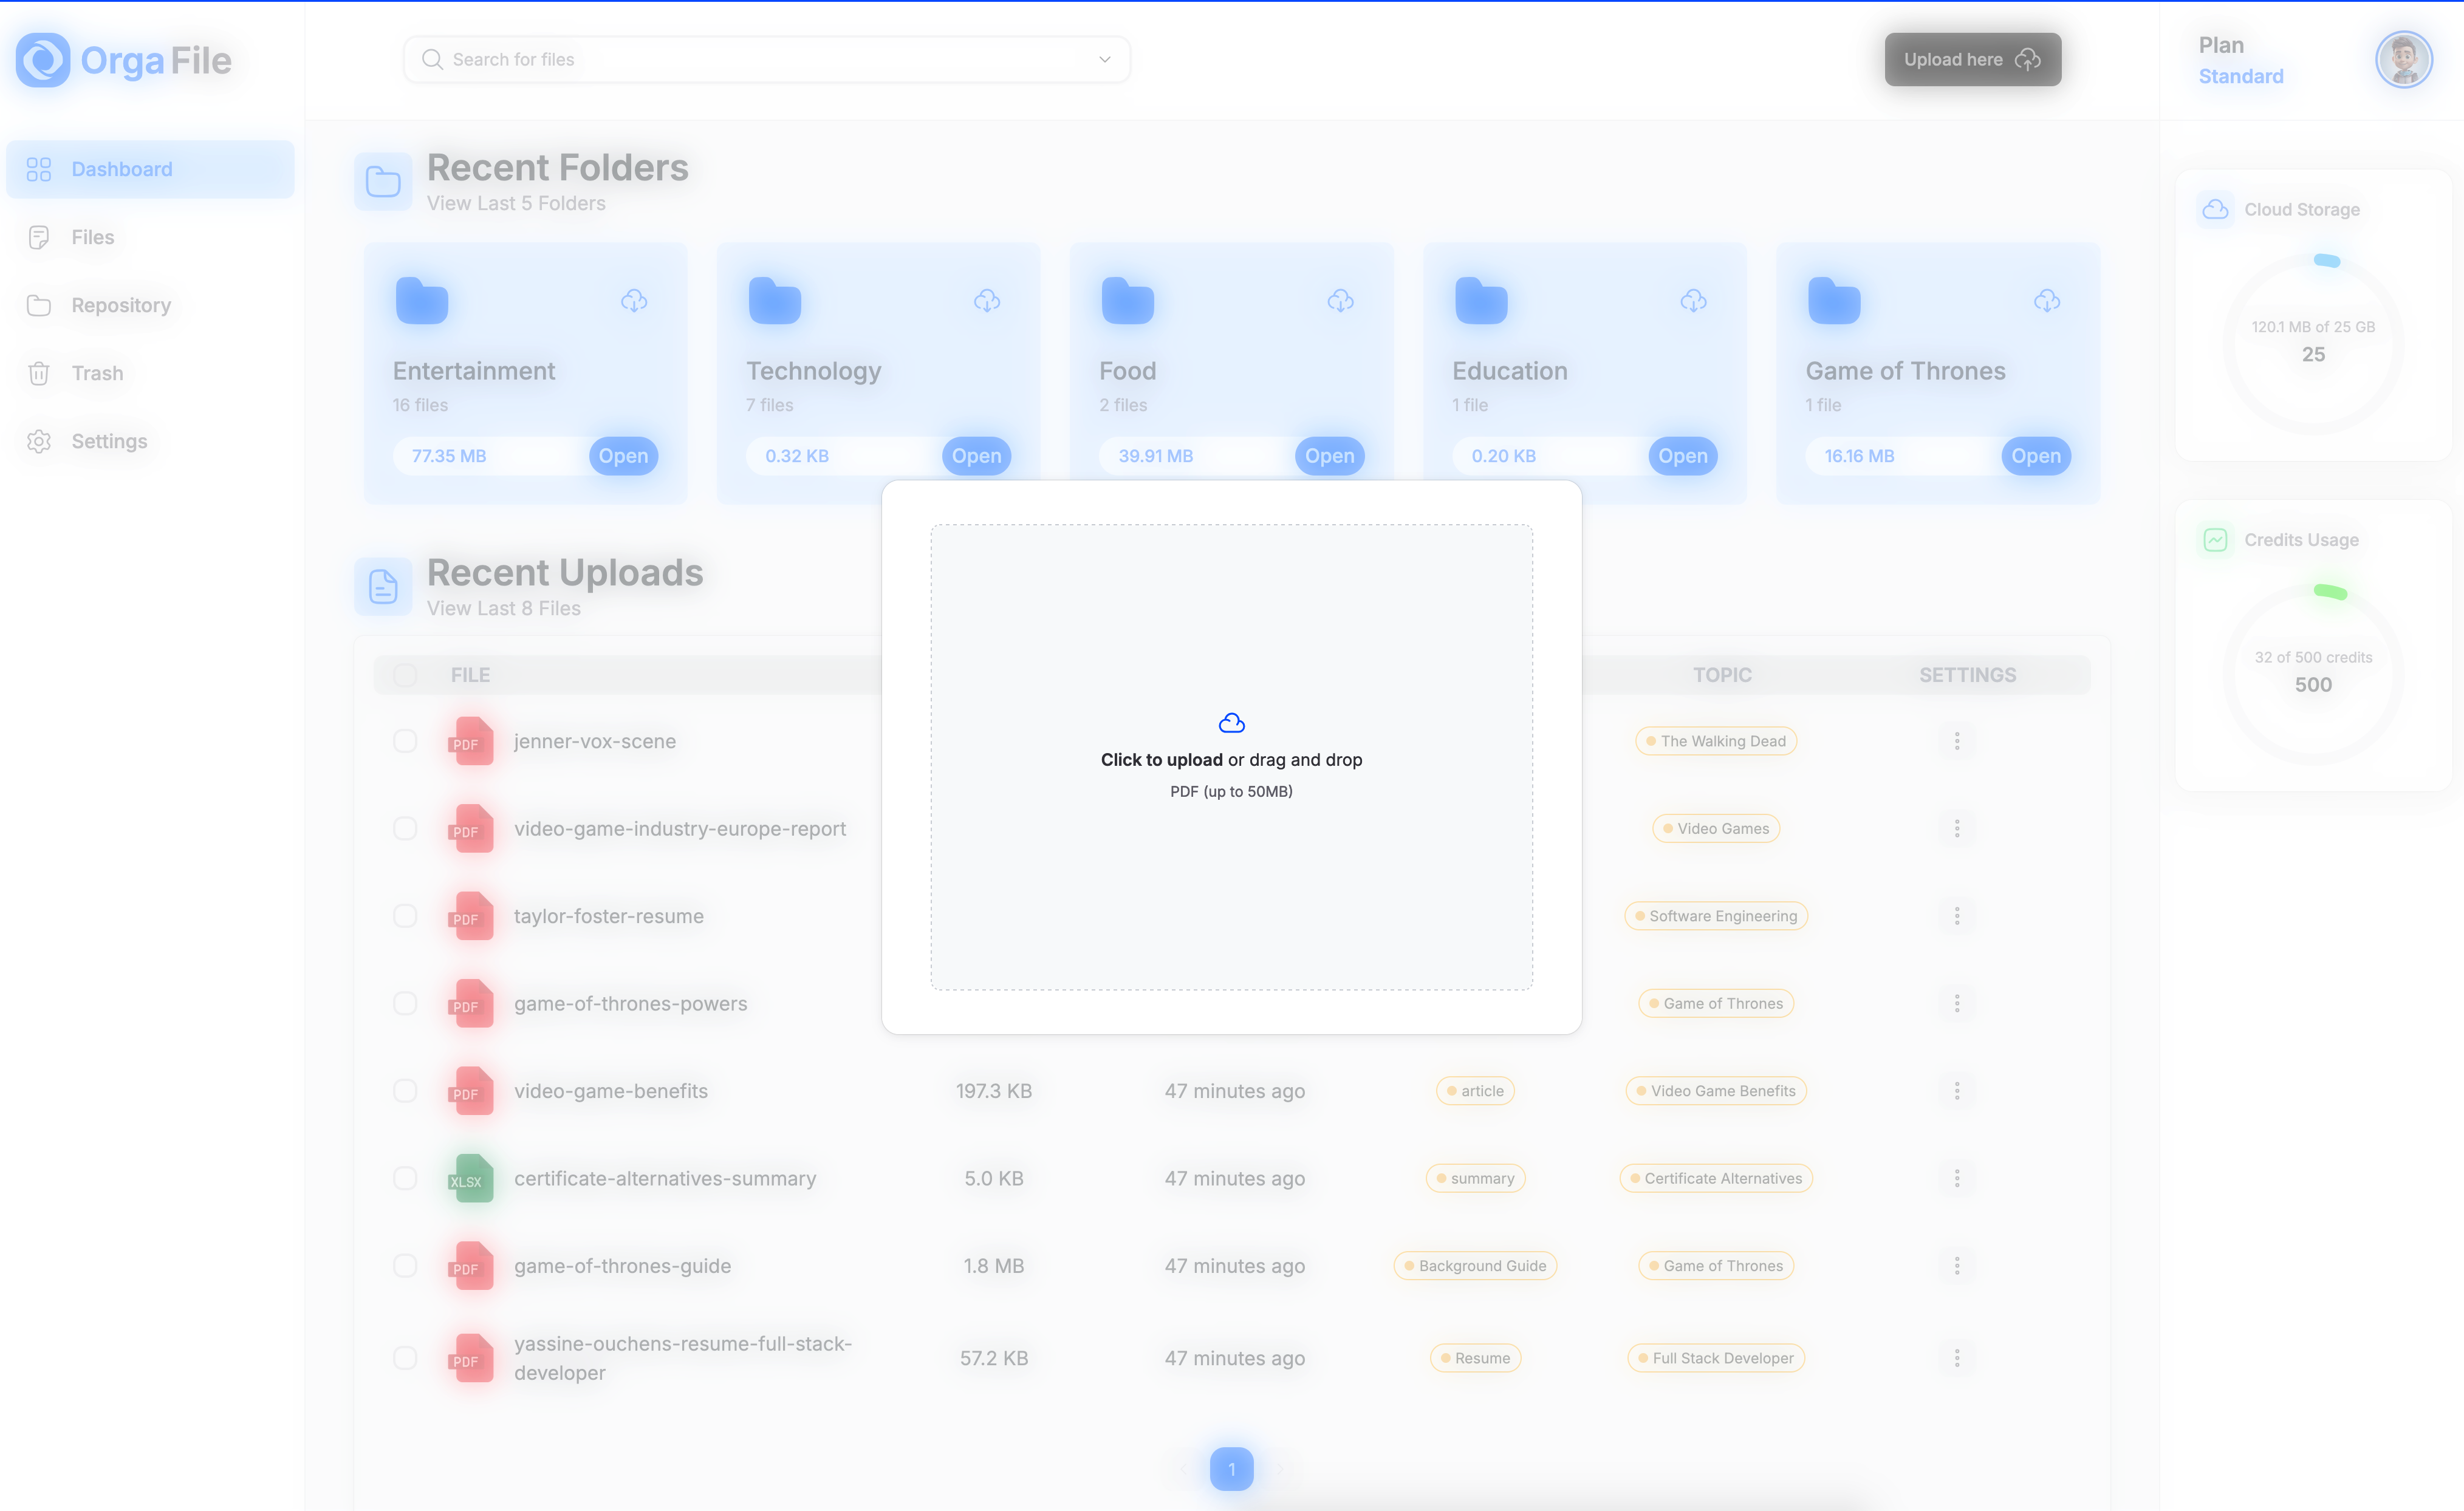 OrgaFile
Search for files
Upload here
Plan
Standard
Dashboard
Files
Repository
Trash
Settings
Recent Folders
View Last 5 Folders
Entertainment
16 files
77.35 MB
Open
Technology
7 files
0.32 KB
Open
Food
2 files
39.91 MB
Open
Education
1 file
0.20 KB
Open
Game of Thrones
1 file
16.16 MB
Open
Cloud Storage
120.1 MB of 25 GB
25
Credits Usage
32 of 500 credits
500
Recent Uploads
View Last 8 Files
Click to upload or drag and drop
PDF (up to 50MB)
FILE
TOPIC
SETTINGS
PDF
jenner-vox-scene
The Walking Dead
PDF
video-game-industry-europe-report
Video Games
PDF
taylor-foster-resume
Software Engineering
PDF
game-of-thrones-powers
Game of Thrones
PDF
video-game-benefits
197.3 KB
47 minutes ago
article
Video Game Benefits
XLSX
certificate-alternatives-summary
5.0 KB
47 minutes ago
summary
Certificate Alternatives
PDF
game-of-thrones-guide
1.8 MB
47 minutes ago
Background Guide
Game of Thrones
PDF
yassine-ouchens-resume-full-stack-
developer
57.2 KB
47 minutes ago
Resume
Full Stack Developer
1